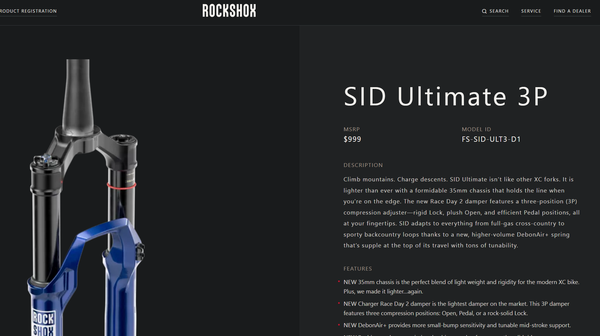 RODUCT REGISTRATION
ROCKSHOX
SEARCH
SERVICE
FIND A DEALER
SID Ultimate 3P
MSRP
MODEL ID
$999
FS-SID-ULT3-D1
DESCRIPTION
Climb mountains. Charge descents. SID Ultimate isn't like other XC forks. It is
lighter than ever with a formidable 35mm chassis that holds the line when
you're on the edge. The new Race Day 2 damper features a three-position (3P)
compression adjuster—rigid Lock, plush Open, and efficient Pedal positions, all
at your fingertips. SID adapts to everything from full-gas cross-country to
sporty backcountry loops thanks to a new, higher-volume DebonAir+ spring
that's supple at the top of its travel with tons of tunability.
FEATURES
NEW 35mm chassis is the perfect blend of light weight and rigidity for the modern XC bike.
Plus, we made it lighter...again.
NEW Charger Race Day 2 damper is the lightest damper on the market. This 3P damper
features three compression positions: Open, Pedal, or a rock-solid Lock.
NEW DebonAir+ provides more small-bump sensitivity and tunable mid-stroke support.
ROCK
SHOX